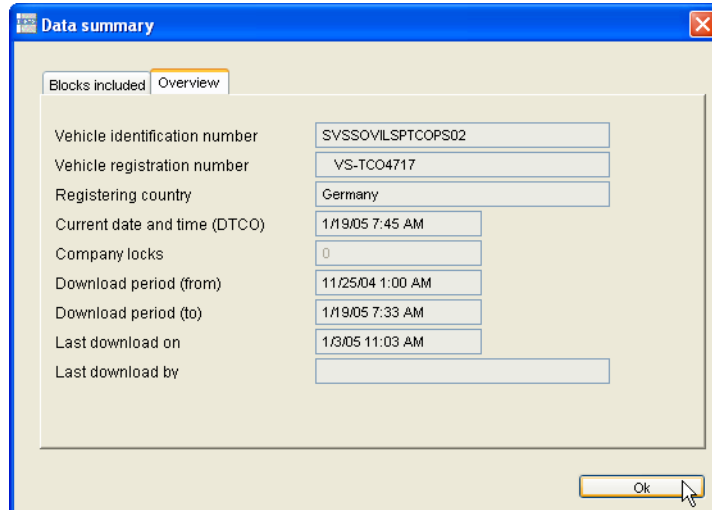 Data summary
Blocks included Overview
Vehicle identification number SVSSOVILSPTCOPS02
Vehicle registration number VS-TCO4717
Registering country Germany
Current date and time (DTCO) 1/19/05 7:45 AM
Company locks 0
Download period (from) 11/25/04 1:00 AM
Download period (to) 1/19/05 7:33 AM
Last download on 1/3/05 11:03 AM
Last download by
Ok